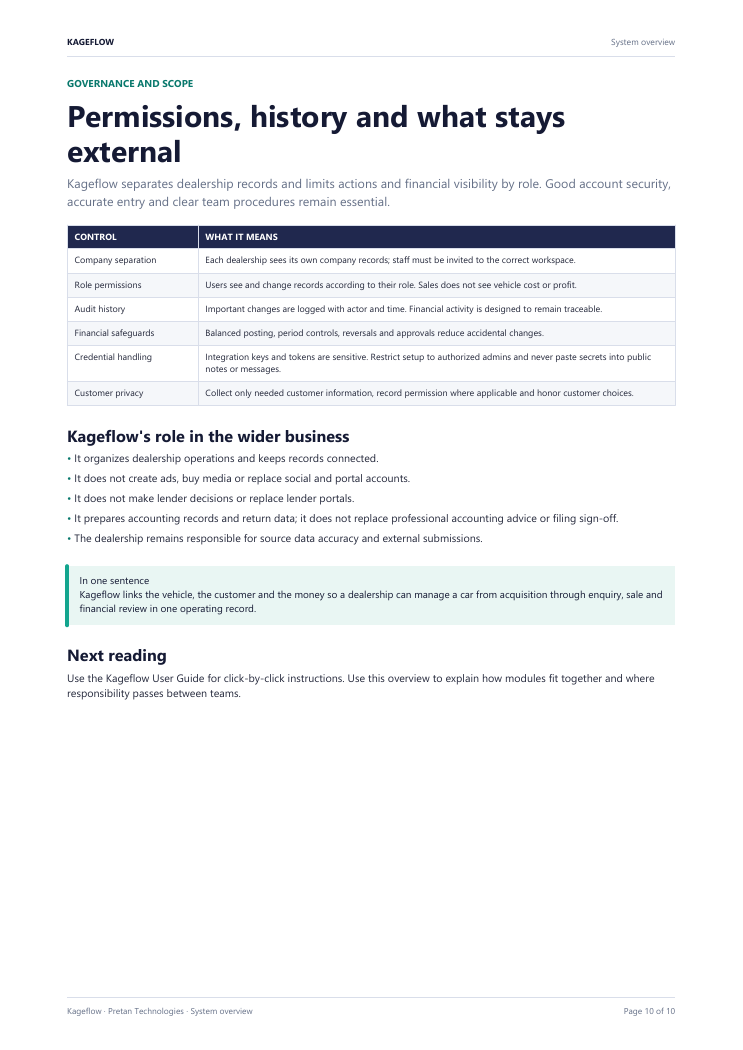 KAGEFLOW
System overview
GOVERNANCE AND SCOPE
Permissions, history and what stays
external
Kageflow separates dealership records and limits actions and financial visibility by role. Good account security,
accurate entry and clear team procedures remain essential.
CONTROL
WHAT IT MEANS
Company separation
Each dealership sees its own company records; staff must be invited to the correct workspace.
Role permissions
Users see and change records according to their role. Sales does not see vehicle cost or profit.
Audit history
Important changes are logged with actor and time. Financial activity is designed to remain traceable.
Financial safeguards
Balanced posting, period controls, reversals and approvals reduce accidental changes.
Credential handling
Integration keys and tokens are sensitive. Restrict setup to authorized admins and never paste secrets into public
notes or messages.
Customer privacy
Collect only needed customer information, record permission where applicable and honor customer choices.
Kageflow's role in the wider business
• It organizes dealership operations and keeps records connected.
• It does not create ads, buy media or replace social and portal accounts.
• It does not make lender decisions or replace lender portals.
• It prepares accounting records and return data; it does not replace professional accounting advice or filing sign-off.
• The dealership remains responsible for source data accuracy and external submissions.
In one sentence
Kageflow links the vehicle, the customer and the money so a dealership can manage a car from acquisition through enquiry, sale and
financial review in one operating record.
Next reading
Use the Kageflow User Guide for click-by-click instructions. Use this overview to explain how modules fit together and where
responsibility passes between teams.
Kageflow · Pretan Technologies · System overview
Page 10 of 10